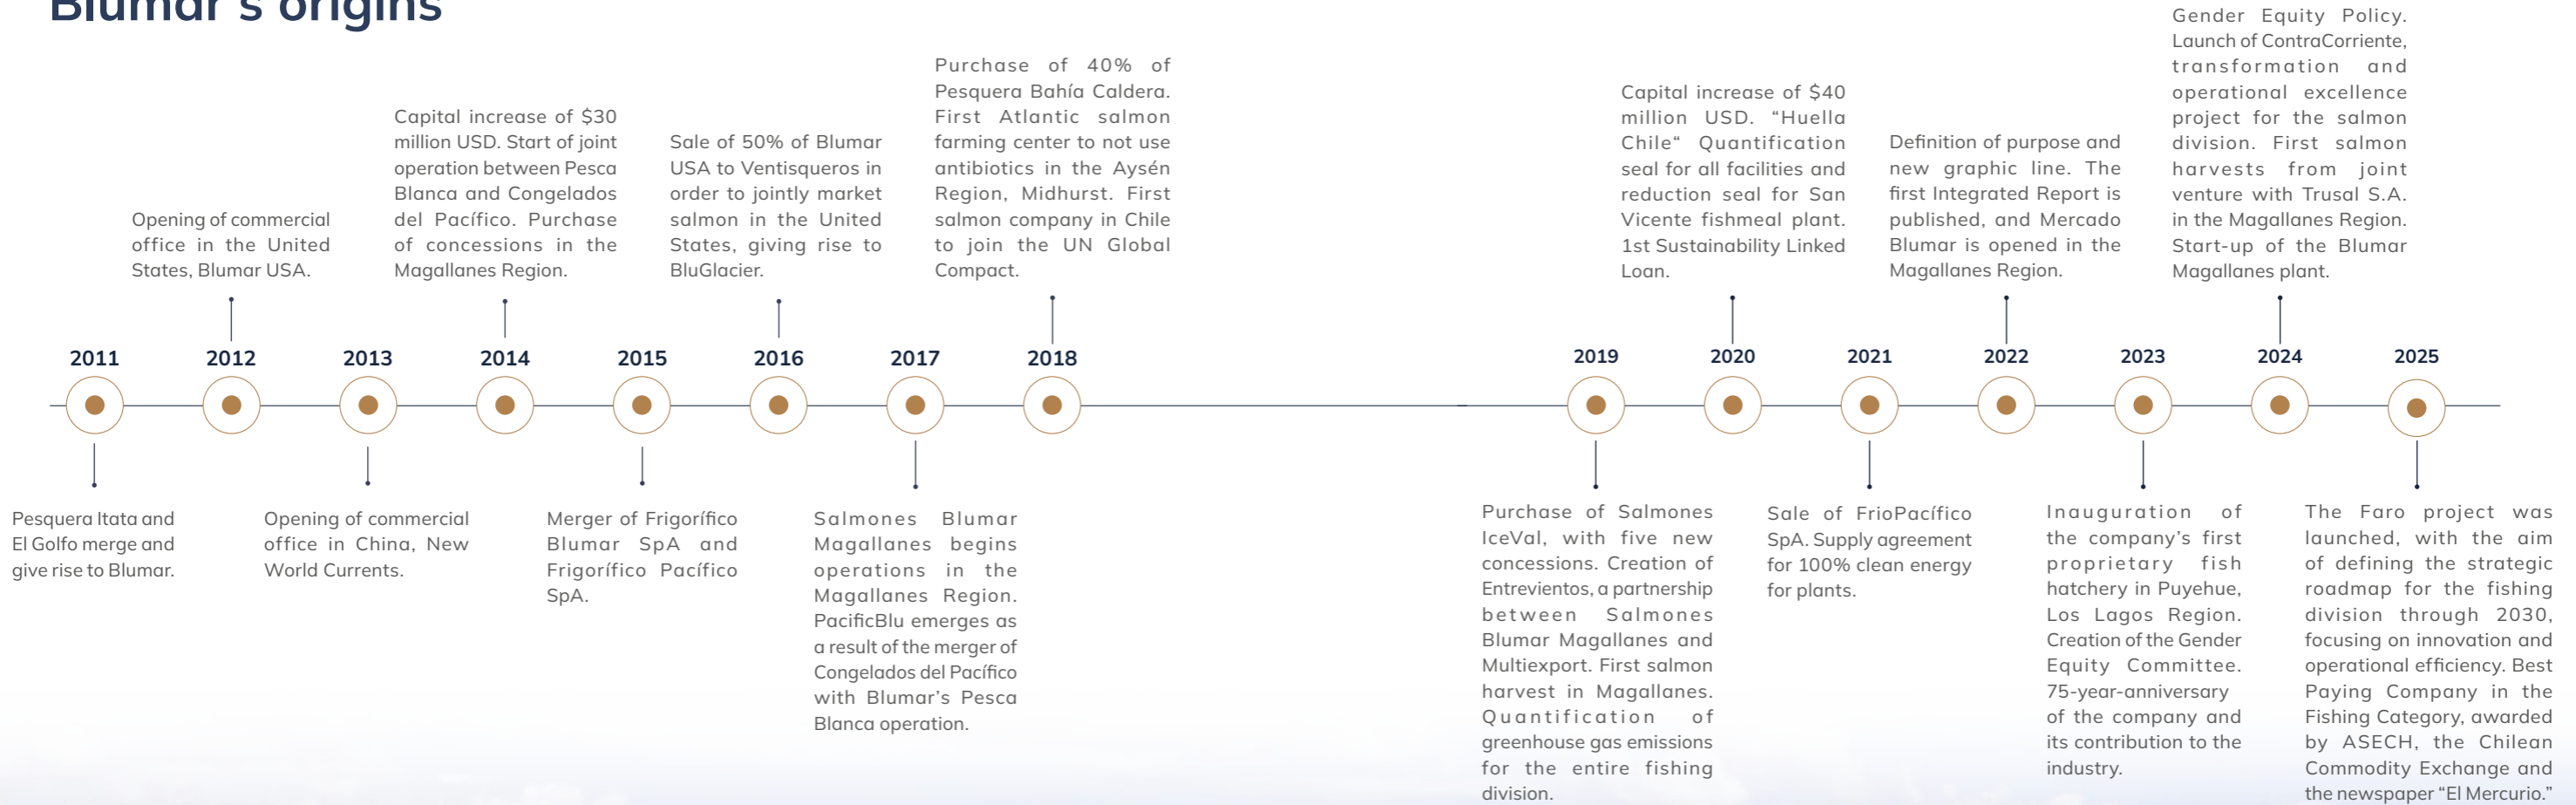 Blumar's origins
Opening of commercial
office in the United
States, Blumar USA.
Capital increase of $30
million USD. Start of joint
operation between Pesca
Blanca and Congelados
del Pacífico. Purchase
of concessions in the
Magallanes Region.
Sale of 50% of Blumar
USA to Ventisqueros in
order to jointly market
salmon in the United
States, giving rise to
BluGlacier.
Purchase of 40% of
Pesquera Bahía Caldera.
First Atlantic salmon
farming center to not use
antibiotics in the Aysén
Region, Midhurst. First
salmon company in Chile
to join the UN Global
Compact.
Capital increase of $40
million USD. “Huella
Chile“ Quantification
seal for all facilities and
reduction seal for San
Vicente fishmeal plant.
1st Sustainability Linked
Loan.
Definition of purpose and
new graphic line. The
first Integrated Report is
published, and Mercado
Blumar is opened in the
Magallanes Region.
Gender Equity Policy.
Launch of ContraCorriente,
transformation and
operational excellence
project for the salmon
division. First salmon
harvests from joint
venture with Trusal S.A.
in the Magallanes Region.
Start-up of the Blumar
Magallanes plant.
2011 2012 2013 2014 2015 2016 2017 2018 2019 2020 2021 2022 2023 2024 2025
Pesquera Itata and
El Golfo merge and
give rise to Blumar.
Opening of commercial
office in China, New
World Currents.
Merger of Frigorífico
Blumar SpA and
Frigorífico Pacífico
SpA.
Salmones Blumar
Magallanes begins
operations in the
Magallanes Region.
PacificBlu emerges as
a result of the merger of
Congelados del Pacífico
with Blumar’s Pesca
Blanca operation.
Purchase of Salmones
IceVal, with five new
concessions. Creation of
Entrevientos, a partnership
between Salmones
Blumar Magallanes and
Multiexport. First salmon
harvest in Magallanes.
Quantification of
greenhouse gas emissions
for the entire fishing
division.
Sale of FrioPacífico
SpA. Supply agreement
for 100% clean energy
for plants.
Inauguration of
the company’s first
proprietary fish
hatchery in Puyehue,
Los Lagos Region.
Creation of the Gender
Equity Committee.
75-year-anniversary
of the company and
its contribution to the
industry.
The Faro project was
launched, with the aim
of defining the strategic
roadmap for the fishing
division through 2030,
focusing on innovation and
operational efficiency. Best
Paying Company in the
Fishing Category, awarded
by ASECH, the Chilean
Commodity Exchange and
the newspaper “El Mercurio.”